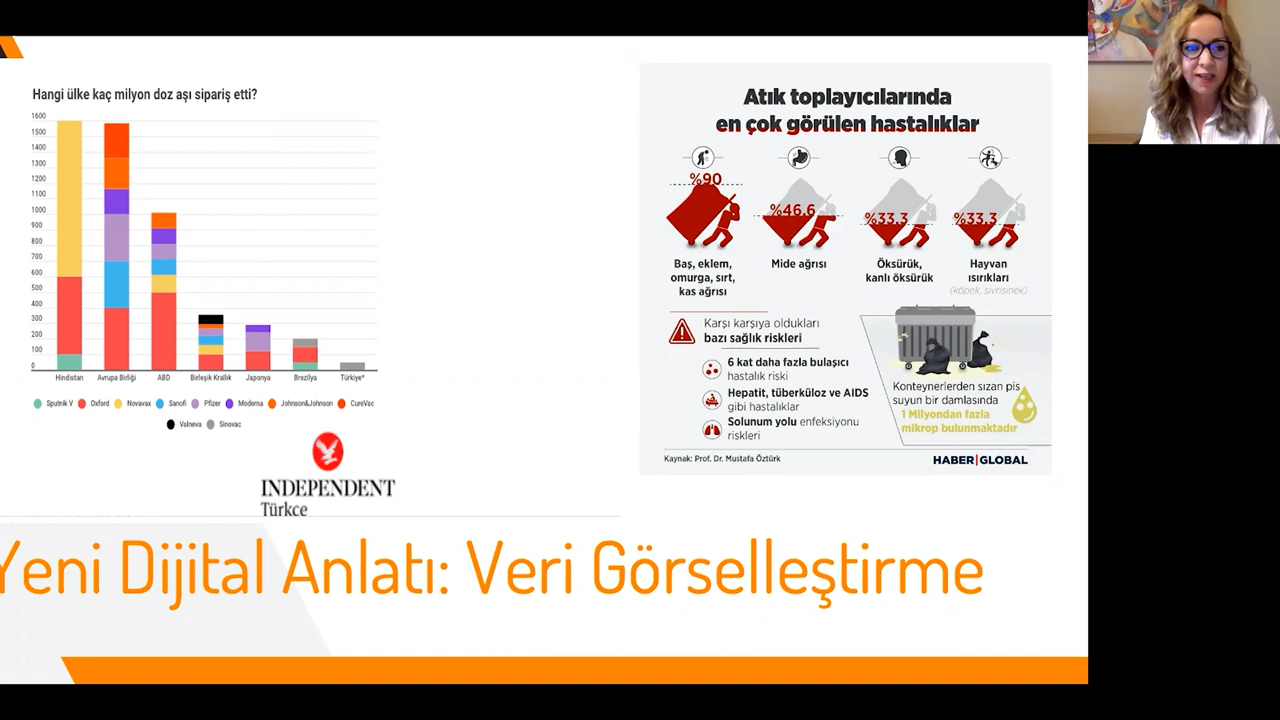 Hangi ülke kaç milyon doz aşı sipariş etti?
1600
1500
1400
1300
1200
1100
1000
900
800
700
600
500
400
300
200
100
0
Hindistan Avrupa Birliği ABD Birleşik Krallık Japonya Brezilya Türkiye*
Sputnik V Oxford Novavax Sanofi Pfizer Moderna Johnson&Johnson CureVac
Valneva Sinovac
INDEPENDENT
Türkçe
Atık toplayıcılarında
en çok görülen hastalıklar
%90 %46.6 %33.3 %33.3
Baş, eklem,
omurga, sırt,
kas ağrısı
Mide ağrısı
Öksürük,
kanlı öksürük
Hayvan
ısırıkları
(köpek, sivrisinek)
Karşı karşıya oldukları
bazı sağlık riskleri
6 kat daha fazla bulaşıcı
hastalık riski
Hepatit, tüberküloz ve AIDS
gibi hastalıklar
Solunum yolu enfeksiyonu
riskleri
Konteynerlerden sızan pis
suyun bir damlasında
1 Milyondan fazla
mikrop bulunmaktadır
Kaynak: Prof. Dr. Mustafa Öztürk
HABER|GLOBAL
Yeni Dijital Anlatı: Veri Görselleştirme